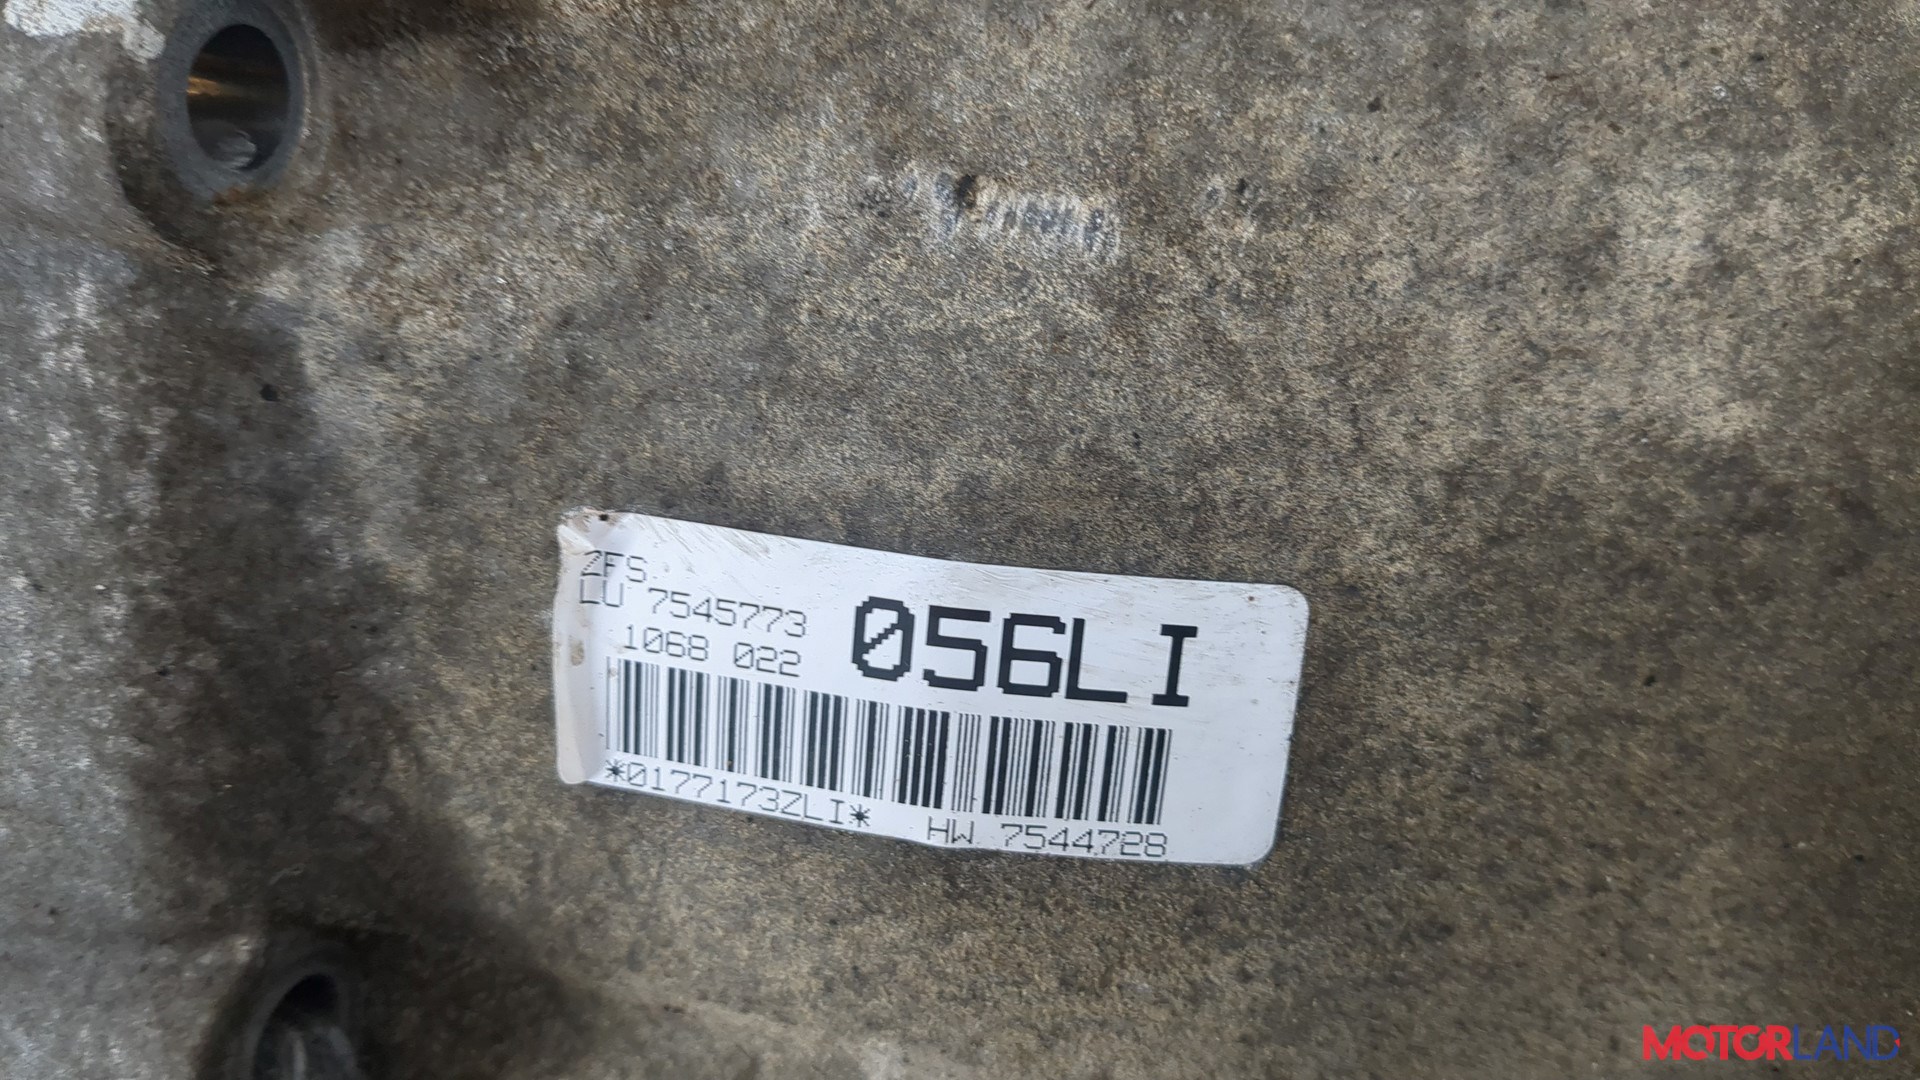 ZFS
LU 7545773
1068 022
056LI
*0177173ZLI*
HW 7544728
MOTORLAND